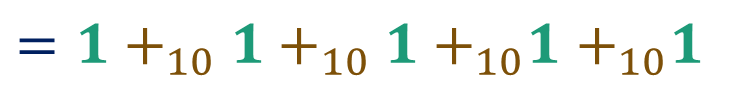 = 1 +₁₀ 1 +₁₀ 1 +₁₀ 1 +₁₀ 1